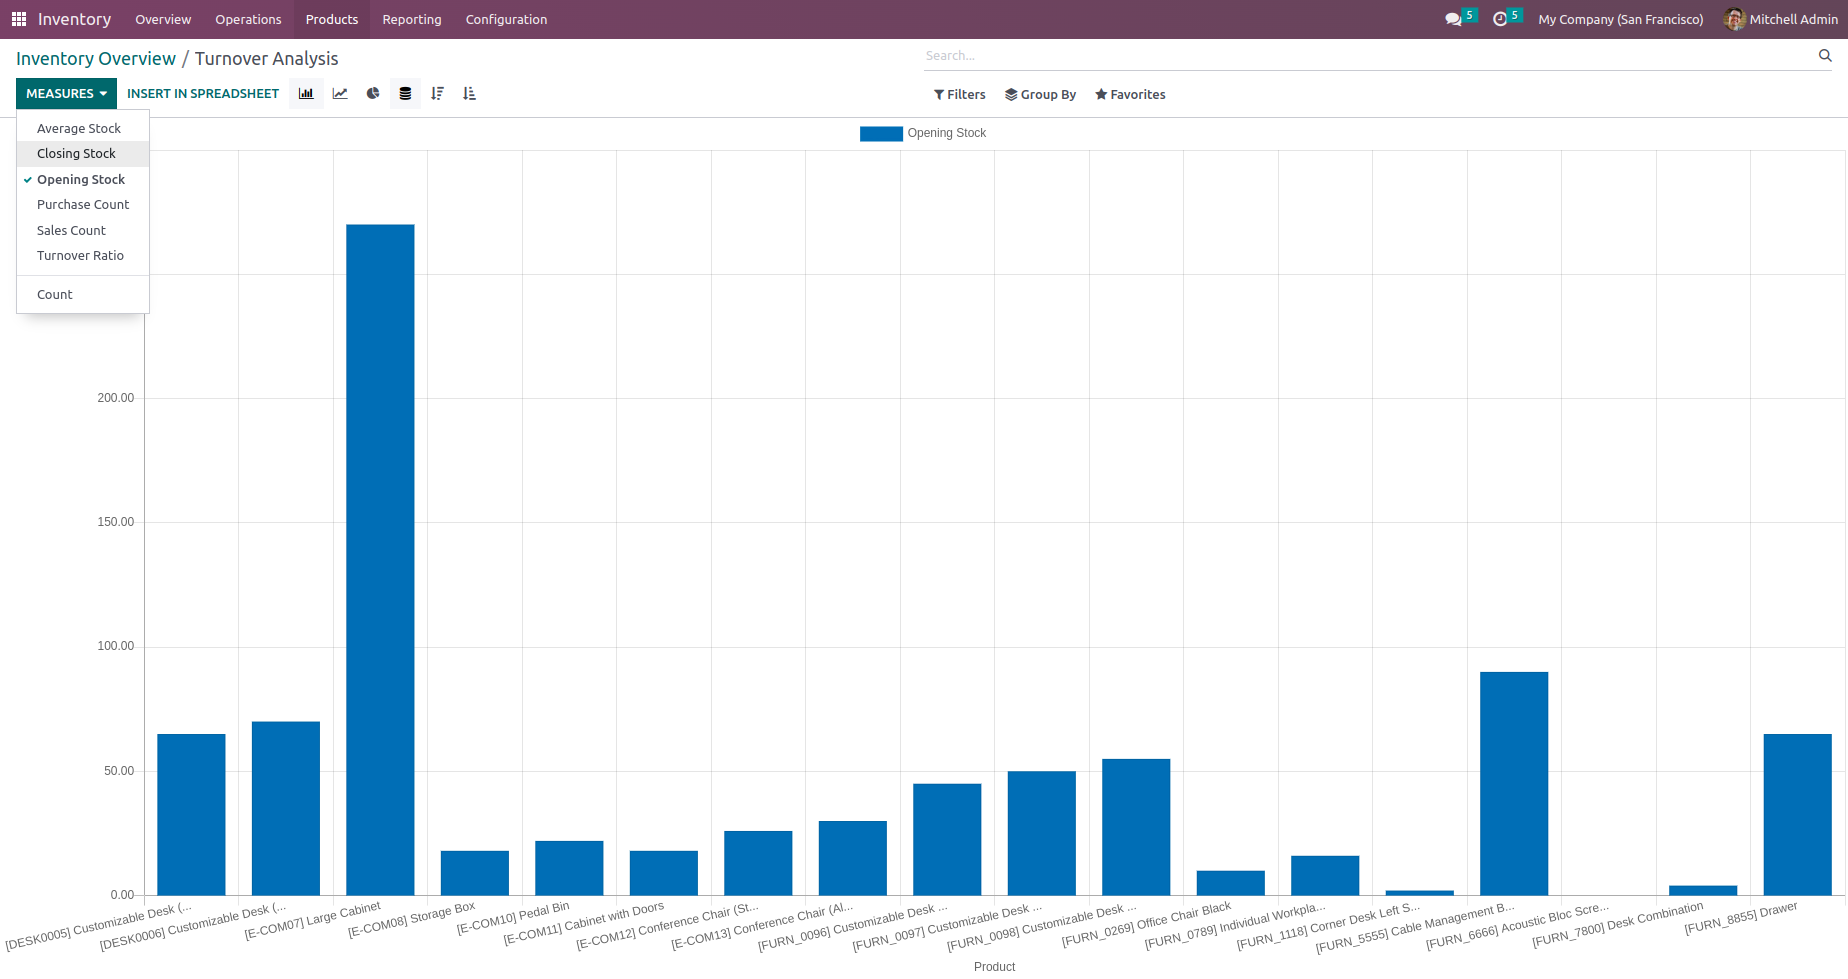 Inventory Overview Operations Products Reporting Configuration 5 5 My Company (San Francisco) Mitchell Admin
Inventory Overview / Turnover Analysis
Search...
MEASURES INSERT IN SPREADSHEET
Filters Group By Favorites
Average Stock
Closing Stock
Opening Stock
Purchase Count
Sales Count
Turnover Ratio
Count
Opening Stock
200.00
150.00
100.00
50.00
0.00
[DESK0005] Customizable Desk (...
[DESK0006] Customizable Desk (...
[E-COM07] Large Cabinet
[E-COM08] Storage Box
[E-COM10] Pedal Bin
[E-COM11] Cabinet with Doors
[E-COM12] Conference Chair (St...
[E-COM13] Conference Chair (Al...
[FURN_0096] Customizable Desk ...
[FURN_0097] Customizable Desk ...
[FURN_0098] Customizable Desk ...
[FURN_0269] Office Chair Black
[FURN_0789] Individual Workpla...
[FURN_1118] Corner Desk Left S...
[FURN_5555] Cable Management B...
[FURN_6666] Acoustic Bloc Scre...
[FURN_7800] Desk Combination
[FURN_8855] Drawer
Product